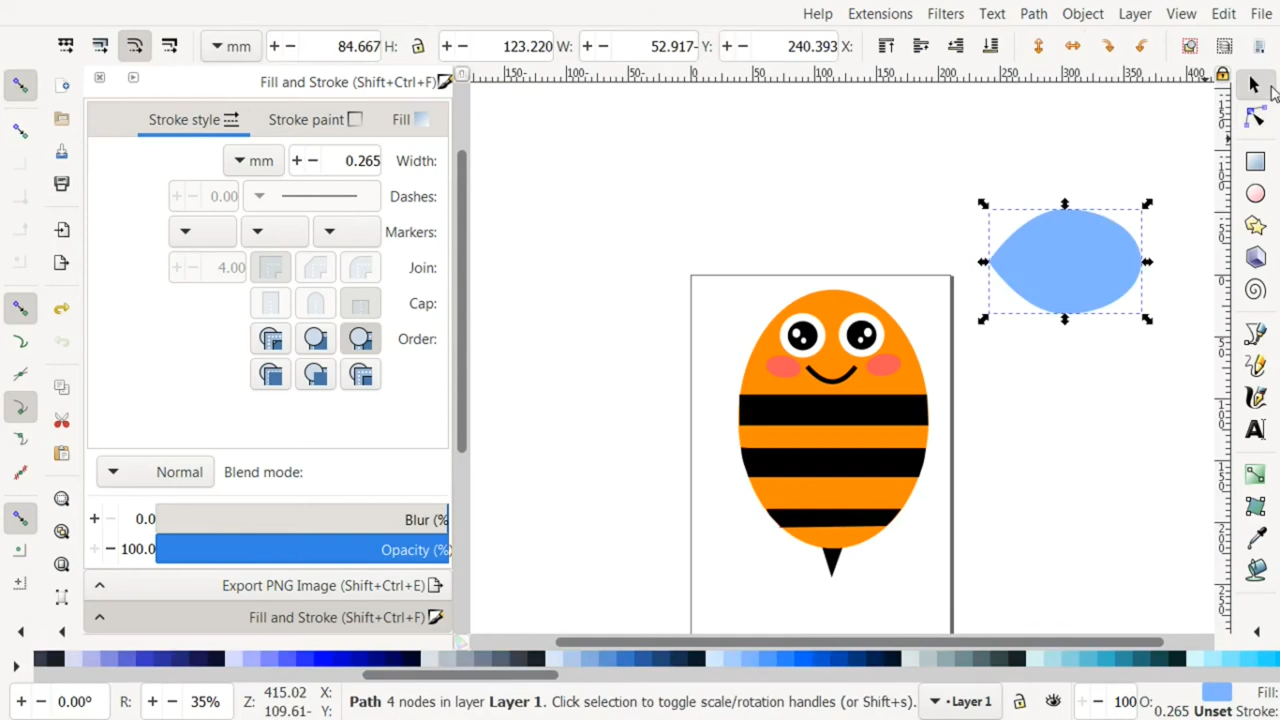 Help Extensions Filters Text Path Object Layer View Edit File
mm 84.667 H: 123.220 W: 52.917- Y: 240.393 X:
Fill and Stroke (Shift+Ctrl+F)
150- 100- 50- 0 50 100 150 200 250 300 350 400
Stroke style Stroke paint Fill
mm 0.265 Width:
0.00 Dashes:
Markers:
4.00 Join:
Cap:
Order:
Normal Blend mode:
0.0 Blur (%
100.0 Opacity (%)
Export PNG Image (Shift+Ctrl+E)
Fill and Stroke (Shift+Ctrl+F)
0.00° R: 35% Z: 415.02 X: 109.61- Y: Path 4 nodes in layer Layer 1. Click selection to toggle scale/rotation handles (or Shift+s). •Layer 1 100 O: Fill: 0.265 Unset Stroke: